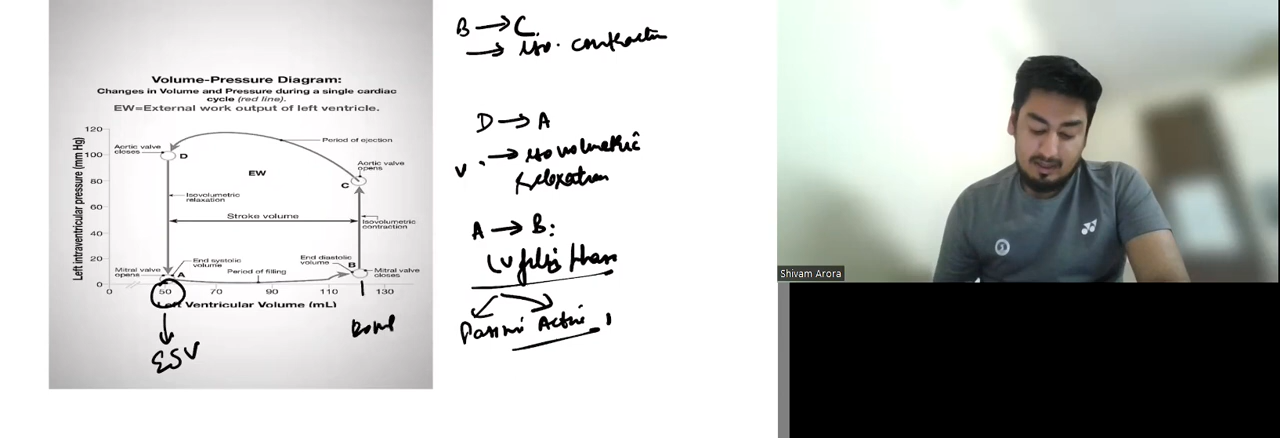 Volume-Pressure Diagram:
Changes in Volume and Pressure during a single cardiac
cycle (red line).
EW=External work output of left ventricle.
Left intraventricular pressure (mm Hg)
120
100
80
60
40
20
0
Aortic valve
closes
D
Period of ejection
Aortic valve
opens
C
EW
Isovolumetric
relaxation
Stroke volume
Isovolumetric
contraction
End systolic
volume
End diastolic
volume
B
Mitral valve
opens
A
Period of filling
Mitral valve
closes
0
50
70
90
110
130
Left Ventricular Volume (mL)
ESV
B → C
→ Iso. contraction
D → A
→ Isovolumetric
relaxation
A → B:
LV filling phase
Passive Active
Shivam Arora